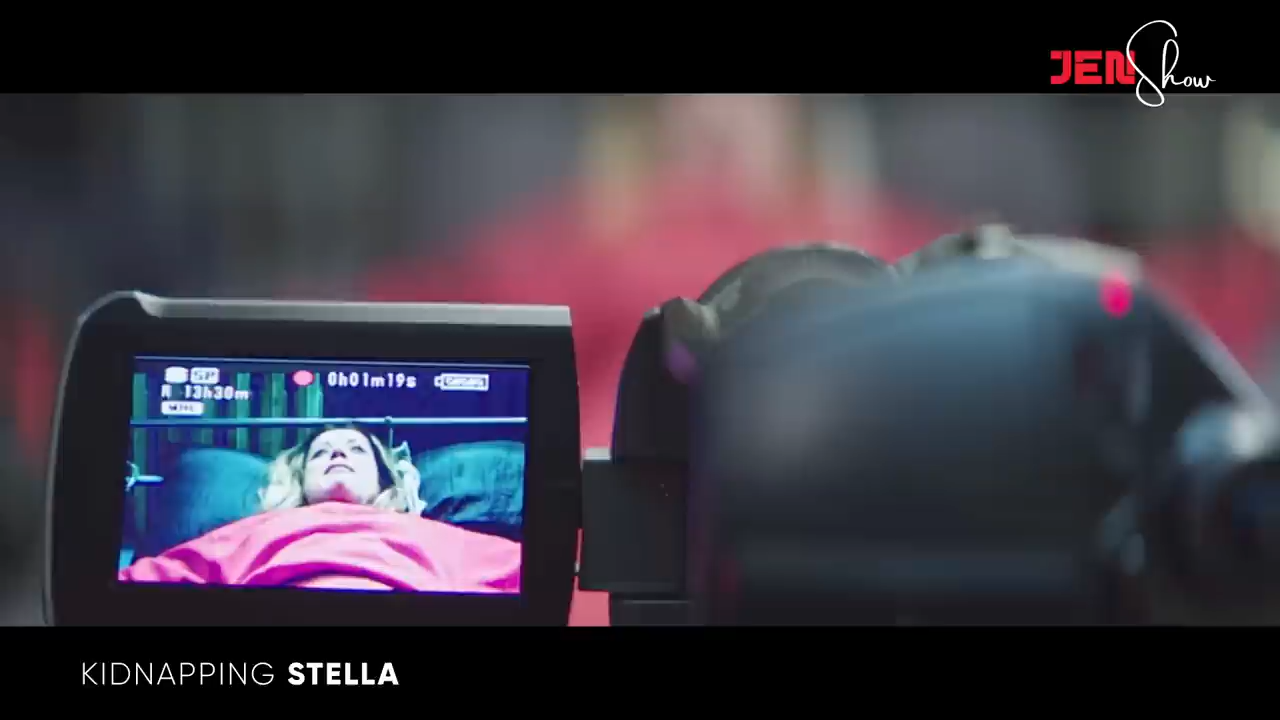 JEN Show
SP
0h01m19s
R 13h30m
KIDNAPPING STELLA